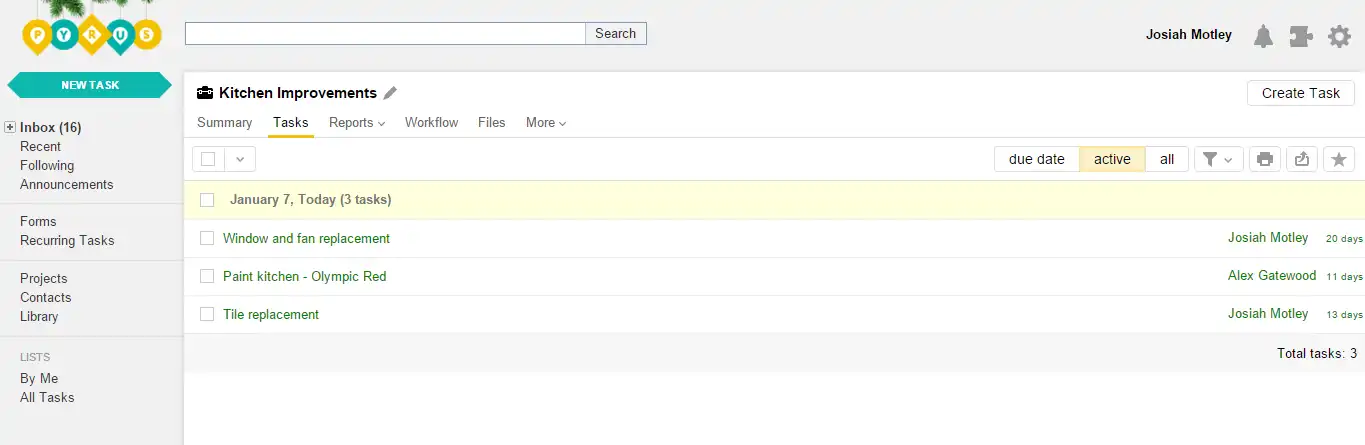 PYRUS
Search
Josiah Motley
NEW TASK
Inbox (16)
Recent
Following
Announcements
Forms
Recurring Tasks
Projects
Contacts
Library
LISTS
By Me
All Tasks
Kitchen Improvements
Create Task
Summary Tasks Reports Workflow Files More
due date active all
January 7, Today (3 tasks)
Window and fan replacement Josiah Motley 20 days
Paint kitchen - Olympic Red Alex Gatewood 11 days
Tile replacement Josiah Motley 13 days
Total tasks: 3